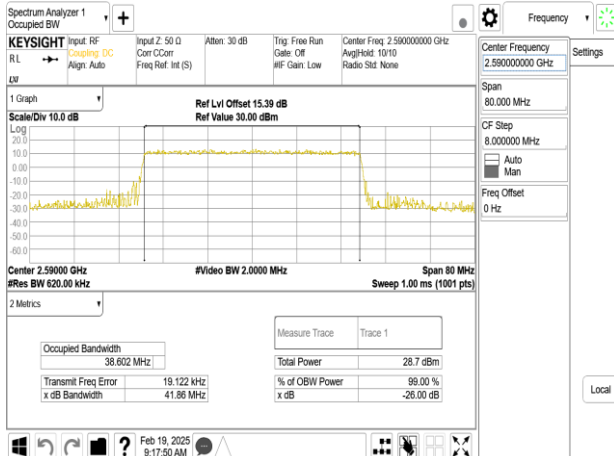 Spectrum Analyzer 1
Occupied BW
Frequency
KEYSIGHT
RL
LXI
Input: RF
Coupling: DC
Align: Auto
Input Z: 50 Ω
Corr CCorr
Freq Ref: Int (S)
Atten: 30 dB
Trig: Free Run
Gate: Off
#IF Gain: Low
Center Freq: 2.590000000 GHz
Avg|Hold: 10/10
Radio Std: None
Center Frequency
2.590000000 GHz
Settings
Span
80.000 MHz
CF Step
8.000000 MHz
Auto
Man
Freq Offset
0 Hz
Local
1 Graph
Scale/Div 10.0 dB
Ref Lvl Offset 15.39 dB
Ref Value 30.00 dBm
Log
20.0
10.0
0.00
-10.0
-20.0
-30.0
-40.0
-50.0
-60.0
Center 2.59000 GHz
#Video BW 2.0000 MHz
Span 80 MHz
#Res BW 620.00 kHz
Sweep 1.00 ms (1001 pts)
2 Metrics
Measure Trace Trace 1
Occupied Bandwidth
38.602 MHz
Total Power 28.7 dBm
Transmit Freq Error 19.122 kHz
% of OBW Power 99.00 %
x dB Bandwidth 41.86 MHz
x dB -26.00 dB
?
Feb 19, 2025
9:17:50 AM